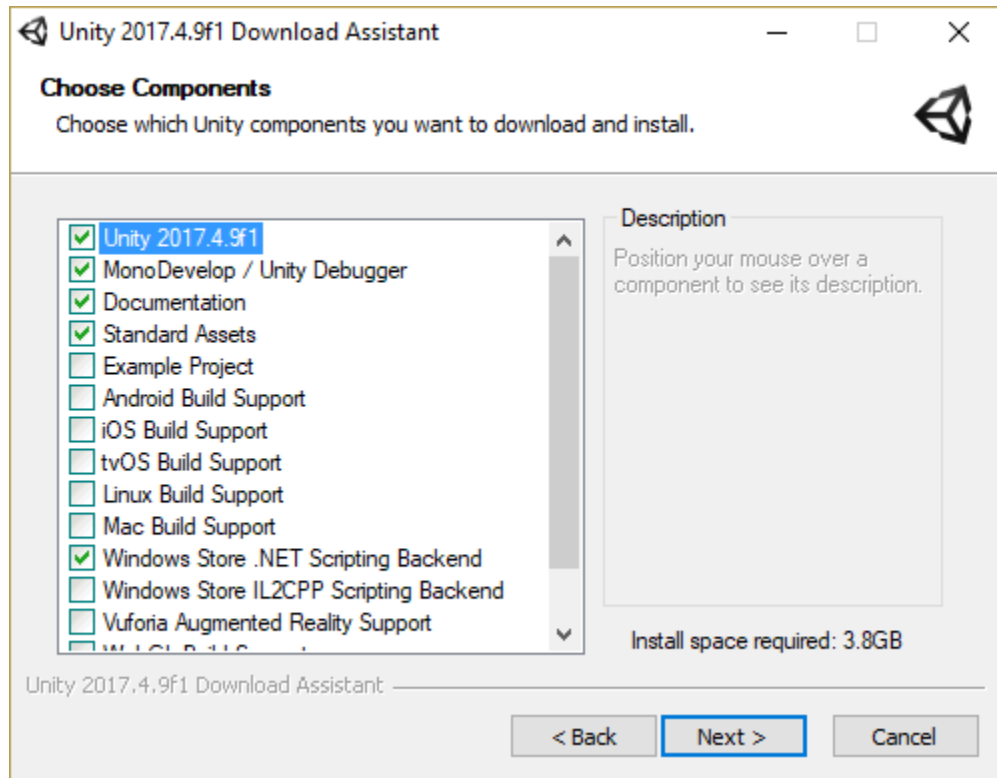 Unity 2017.4.9f1 Download Assistant
Choose Components
Choose which Unity components you want to download and install.
Unity 2017.4.9f1
MonoDevelop / Unity Debugger
Documentation
Standard Assets
Example Project
Android Build Support
iOS Build Support
tvOS Build Support
Linux Build Support
Mac Build Support
Windows Store .NET Scripting Backend
Windows Store IL2CPP Scripting Backend
Vuforia Augmented Reality Support
Description
Position your mouse over a
component to see its description.
Install space required: 3.8GB
Unity 2017.4.9f1 Download Assistant
< Back
Next >
Cancel